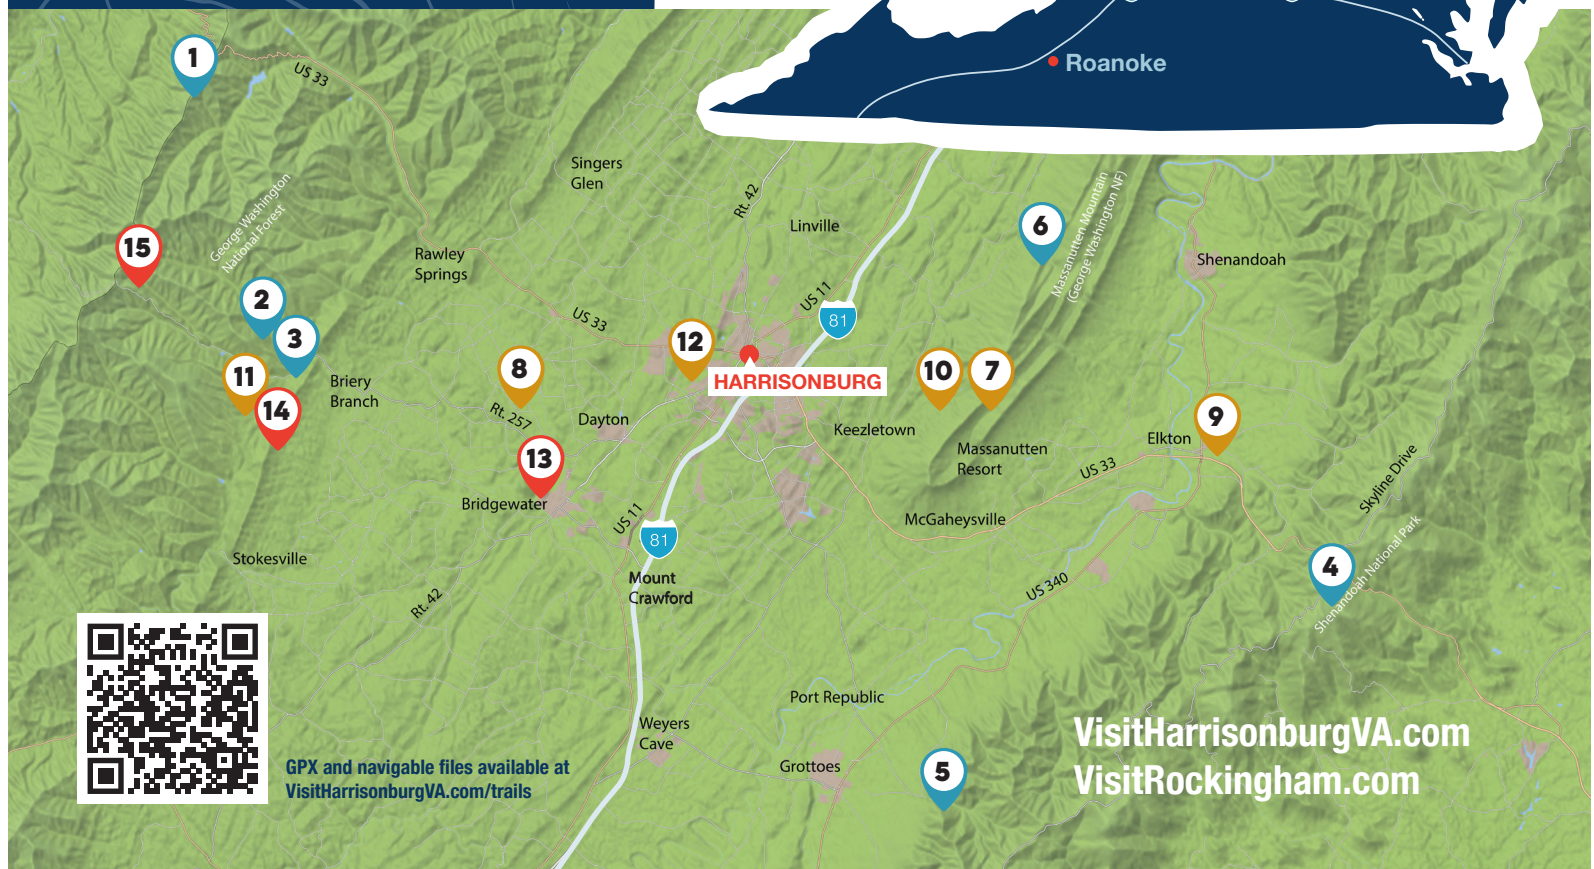 Roanoke
1
US 33
Singers
Glen
Rt. 42
Linville
6
Massanutten Mountain
(George Washington NF)
George Washington
National Forest
15
Rawley
Springs
Shenandoah
2
3
US 33
US 11
81
12
HARRISONBURG
8
10
7
11
14
Briery
Branch
Rt. 257
Dayton
Keezletown
9
Elkton
13
Massanutten
Resort
US 33
Skyline Drive
Bridgewater
US 11
McGaheysville
81
Stokesville
Mount
Crawford
Rt. 42
US 340
4
Shenandoah National Park
Port Republic
Weyers
Cave
Grottoes
5
VisitHarrisonburgVA.com
VisitRockingham.com
GPX and navigable files available at
VisitHarrisonburgVA.com/trails